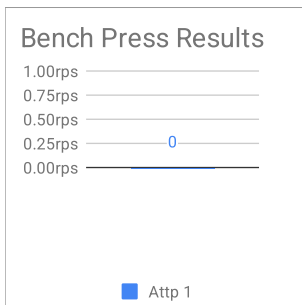 Bench Press Results
1.00rps
0.75rps
0.50rps
0.25rps
0
0.00rps
Attp 1